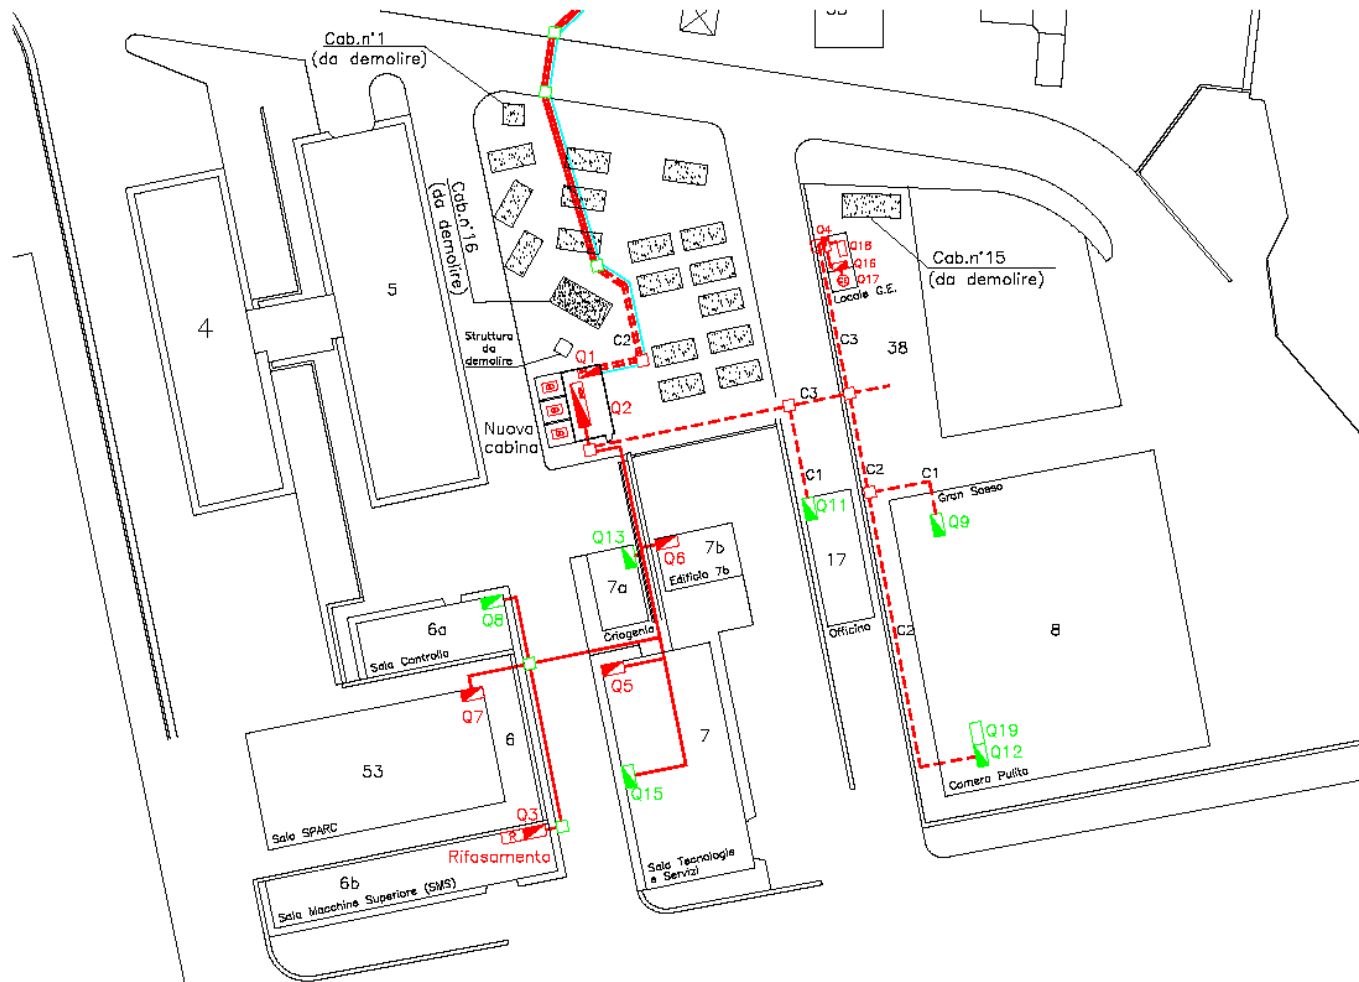 Cab.n°1
(da demolire)
Cab.n°16
(da demolire)
Cab.n°15
(da demolire)
Q4
Q18
Q16
Q17
GE
Locale G.E.
4
5
C2
Struttura
da
demolire
Q1
Q2
Nuova
cabina
C3
38
C3
C1
C2
C1
Gran Sasso
Q11
Q9
Q13
Q6
7b
Edificio 7b
7a
Criogenia
17
Officina
C2
8
Q8
6a
Sala Controllo
Q7
Q5
6
7
53
Sala SPARC
Q15
Q19
Q12
Camera Pulita
Q3
R
Rifasamento
6b
Sala Macchine Superiore (SMS)
Sala Tecnologie
e Servizi